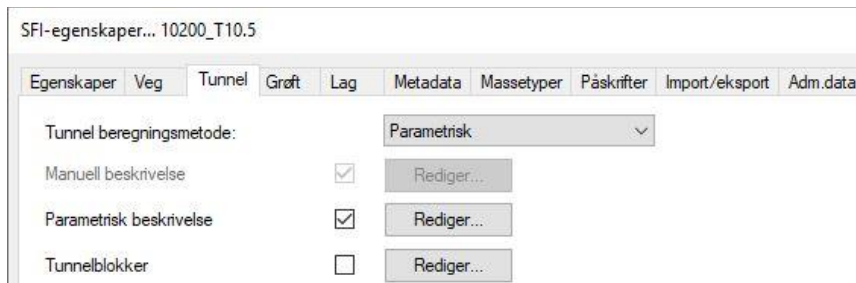 SFI-egenskaper... 10200_T10.5
Egenskaper Veg Tunnel Grøft Lag Metadata Massetyper Påskrifter Import/eksport Adm.data
Tunnel beregningsmetode: Parametrisk
Manuell beskrivelse Rediger...
Parametrisk beskrivelse Rediger...
Tunnelblokker Rediger...